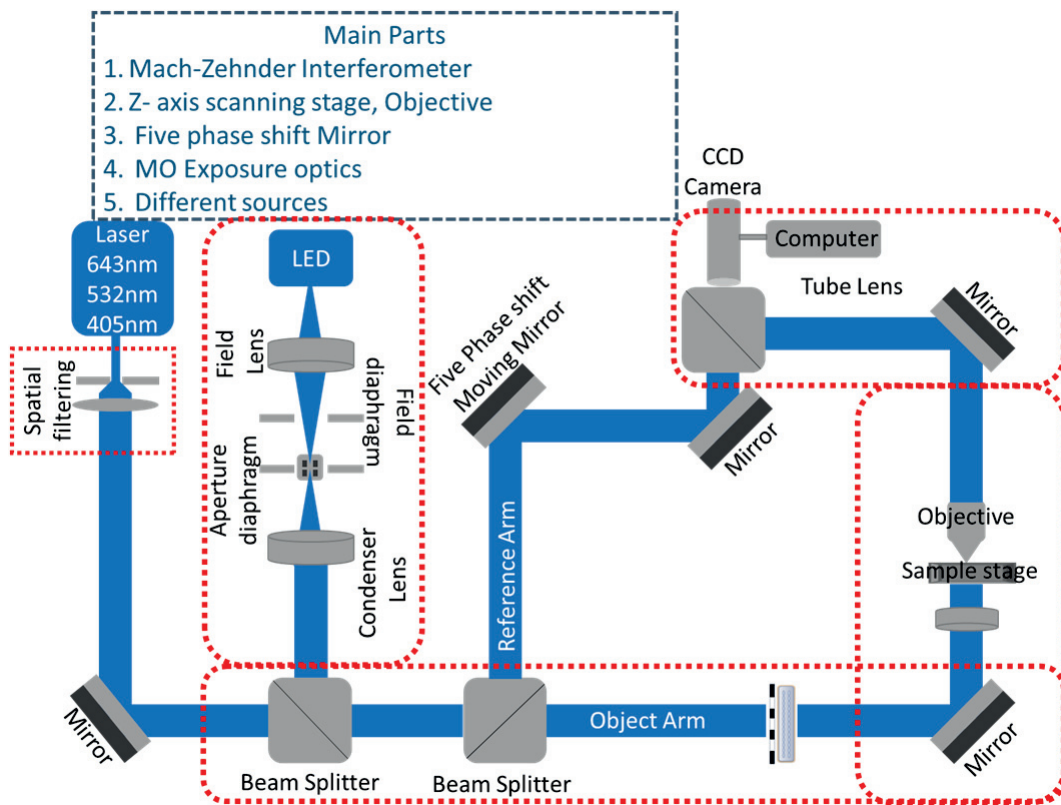 Main Parts
1. Mach-Zehnder Interferometer
2. Z- axis scanning stage, Objective
3. Five phase shift Mirror
4. MO Exposure optics
5. Different sources
Laser
643nm
532nm
405nm
Spatial
filtering
Mirror
LED
Field
Lens
Field
diaphragm
Aperture
diaphragm
Condenser
Lens
Beam Splitter
Five Phase shift
Moving Mirror
Reference Arm
Beam Splitter
Mirror
CCD
Camera
Computer
Tube Lens
Mirror
Objective
Sample stage
Object Arm
Mirror